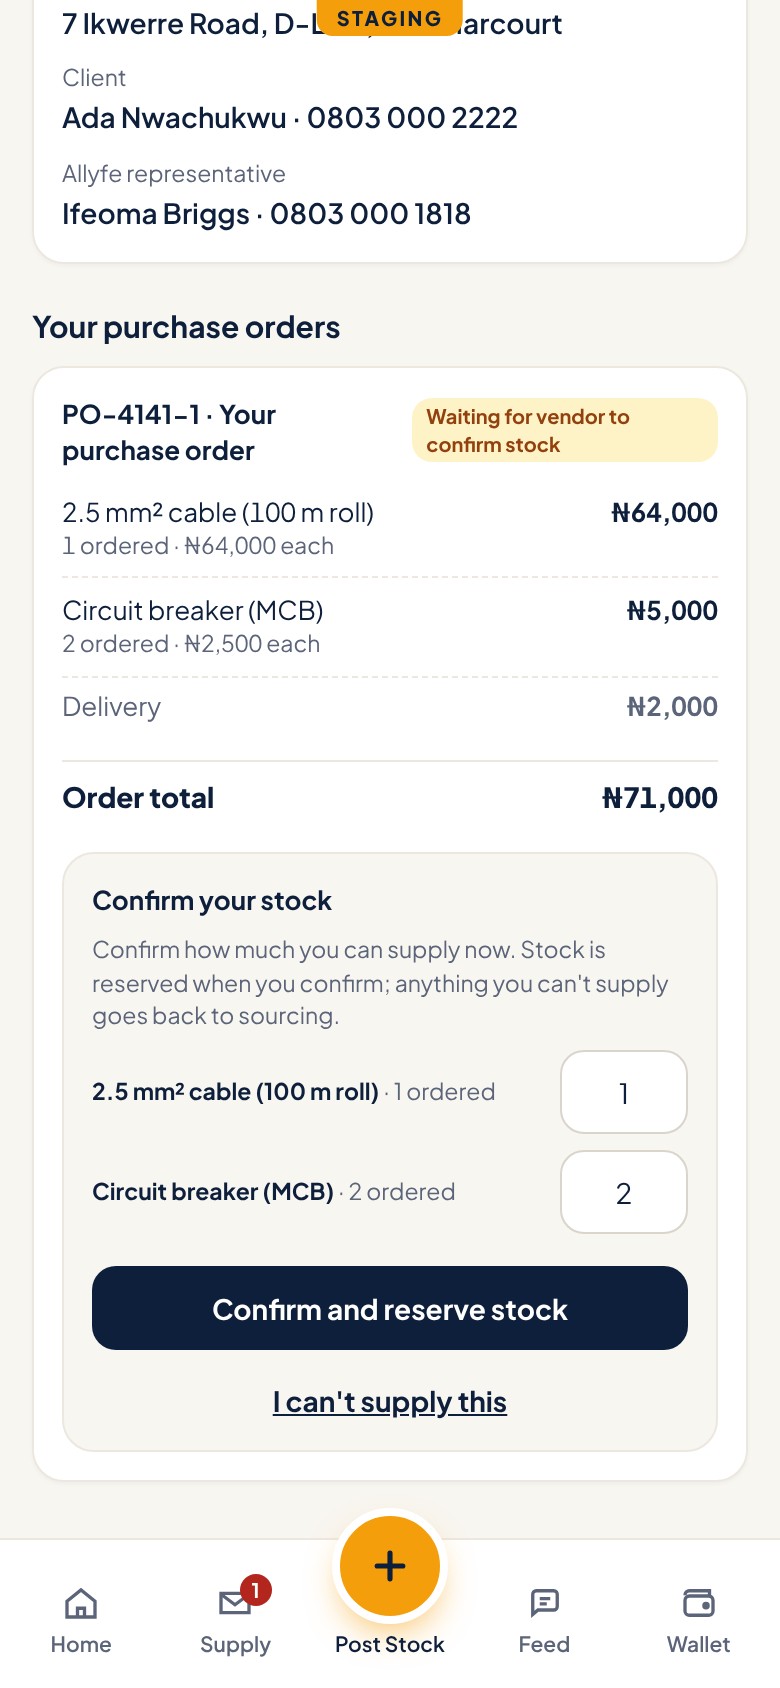 STAGING
7 Ikwerre Road, arcourt
Client
Ada Nwachukwu · 0803 000 2222
Allyfe representative
Ifeoma Briggs · 0803 000 1818
Your purchase orders
PO-4141-1 · Your
purchase order
Waiting for vendor to
confirm stock
2.5 mm² cable (100 m roll) ₦64,000
1 ordered · ₦64,000 each
Circuit breaker (MCB) ₦5,000
2 ordered · ₦2,500 each
Delivery ₦2,000
Order total ₦71,000
Confirm your stock
Confirm how much you can supply now. Stock is
reserved when you confirm; anything you can't supply
goes back to sourcing.
2.5 mm² cable (100 m roll) · 1 ordered 1
Circuit breaker (MCB) · 2 ordered 2
Confirm and reserve stock
I can't supply this
1
Home Supply Post Stock Feed Wallet